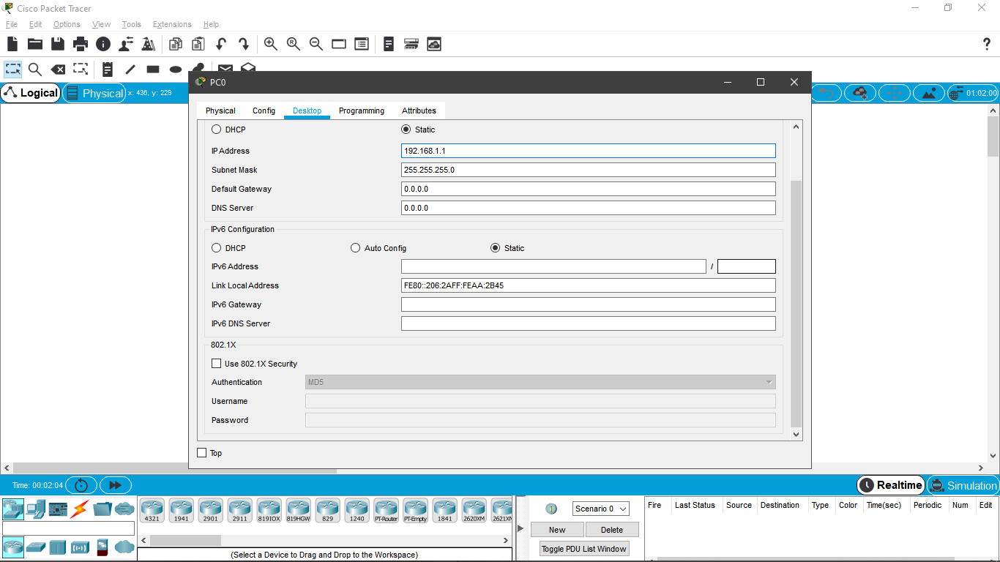 Cisco Packet Tracer
File Edit Options View Tools Extensions Help
Logical Physical x: 436, y: 229
01:02:00
PC0
Physical Config Desktop Programming Attributes
DHCP Static
IP Address 192.168.1.1
Subnet Mask 255.255.255.0
Default Gateway 0.0.0.0
DNS Server 0.0.0.0
IPv6 Configuration
DHCP Auto Config Static
IPv6 Address /
Link Local Address FE80::206:2AFF:FEAA:2B45
IPv6 Gateway
IPv6 DNS Server
802.1X
Use 802.1X Security
Authentication MD5
Username
Password
Top
Time: 00:02:04
Realtime Simulation
4321 1941 2901 2911 819IOX 819HGW 829 1240 PT-Router PT-Empty 1841 2620XM 2621XM
(Select a Device to Drag and Drop to the Workspace)
Scenario 0
New Delete
Toggle PDU List Window
Fire Last Status Source Destination Type Color Time(sec) Periodic Num Edit